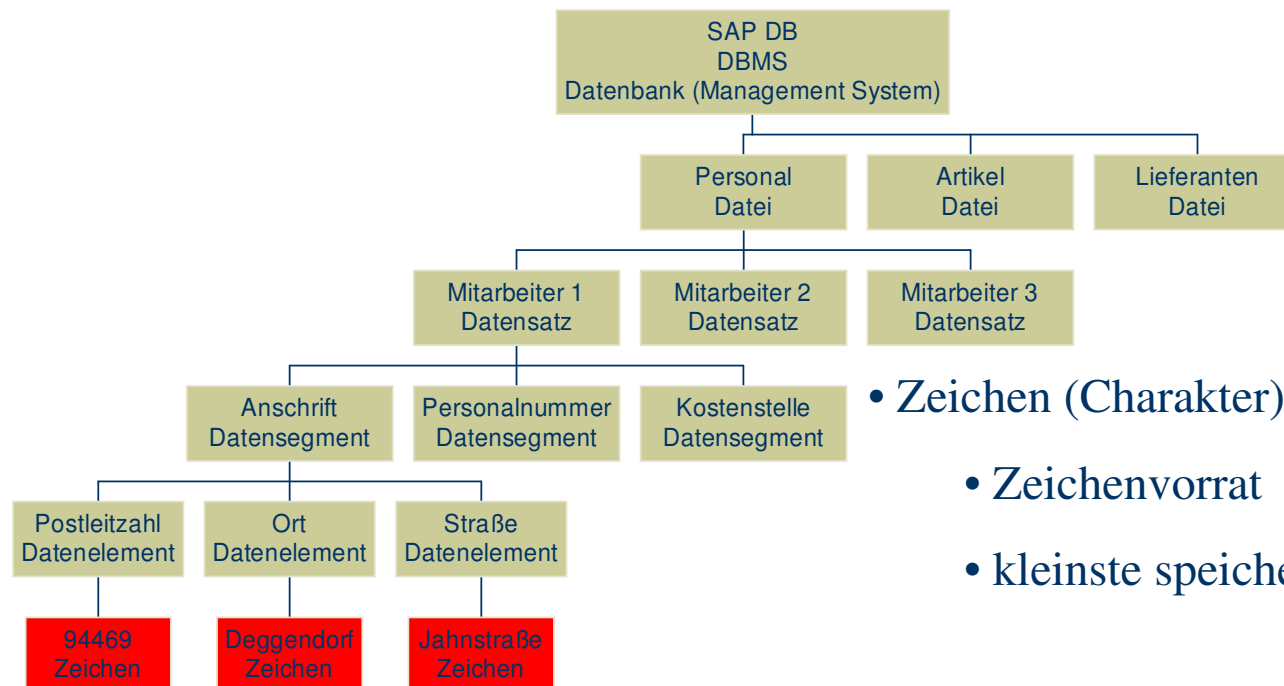 SAP DB
DBMS
Datenbank (Management System)
Personal
Datei
Artikel
Datei
Lieferanten
Datei
Mitarbeiter 1
Datensatz
Mitarbeiter 2
Datensatz
Mitarbeiter 3
Datensatz
Anschrift
Datensegment
Personalnummer
Datensegment
Kostenstelle
Datensegment
• Zeichen (Charakter)
• Zeichenvorrat
• kleinste
Postleitzahl
Datenelement
Ort
Datenelement
Straße
Datenelement
94469
Zeichen
Deggendorf
Zeichen
Jahnstraße
Zeichen